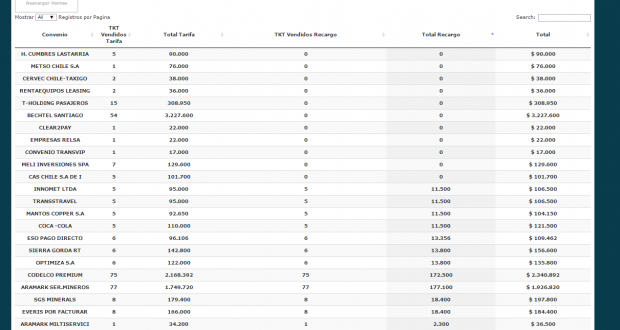 Descargar Ventas
Mostrar All Registros por Pagina Search:
Convenio TKT Vendidos Tarifa Total Tarifa TKT Vendidos Recargo Total Recargo Total
H. CUMBRES LASTARRIA 5 90.000 0 0 $ 90.000
METSO CHILE S.A 1 76.000 0 0 $ 76.000
CERVEC CHILE-TAXIGO 2 38.000 0 0 $ 38.000
RENTAEQUIPOS LEASING 2 36.000 0 0 $ 36.000
T-HOLDING PASAJEROS 15 308.950 0 0 $ 308.950
BECHTEL SANTIAGO 54 3.227.600 0 0 $ 3.227.600
CLEAR2PAY 1 22.000 0 0 $ 22.000
EMPRESAS RELSA 1 22.000 0 0 $ 22.000
CONVENIO TRANSVIP 1 17.000 0 0 $ 17.000
MELI INVERSIONES SPA 7 129.600 0 0 $ 129.600
CAS CHILE S.A DE I 5 101.700 0 0 $ 101.700
INNOMET LTDA 5 95.000 5 11.500 $ 106.500
TRANSSTRAVEL 5 95.000 5 11.500 $ 106.500
MANTOS COPPER S.A 5 92.650 5 11.500 $ 104.150
COCA -COLA 5 110.000 5 11.500 $ 121.500
ESO PAGO DIRECTO 6 96.106 6 13.356 $ 109.462
SIERRA GORDA RT 6 142.800 6 13.800 $ 156.600
OPTIMIZA S.A 6 122.000 6 13.800 $ 135.800
CODELCO PREMIUM 75 2.168.392 75 172.500 $ 2.340.892
ARAMARK SER.MINEROS 77 1.749.720 77 177.100 $ 1.926.820
SGS MINERALS 8 179.400 8 18.400 $ 197.800
EVERIS POR FACTURAR 8 166.000 8 18.400 $ 184.400
ARAMARK MILTISERVICI 1 34.200 1 2.300 $ 36.500